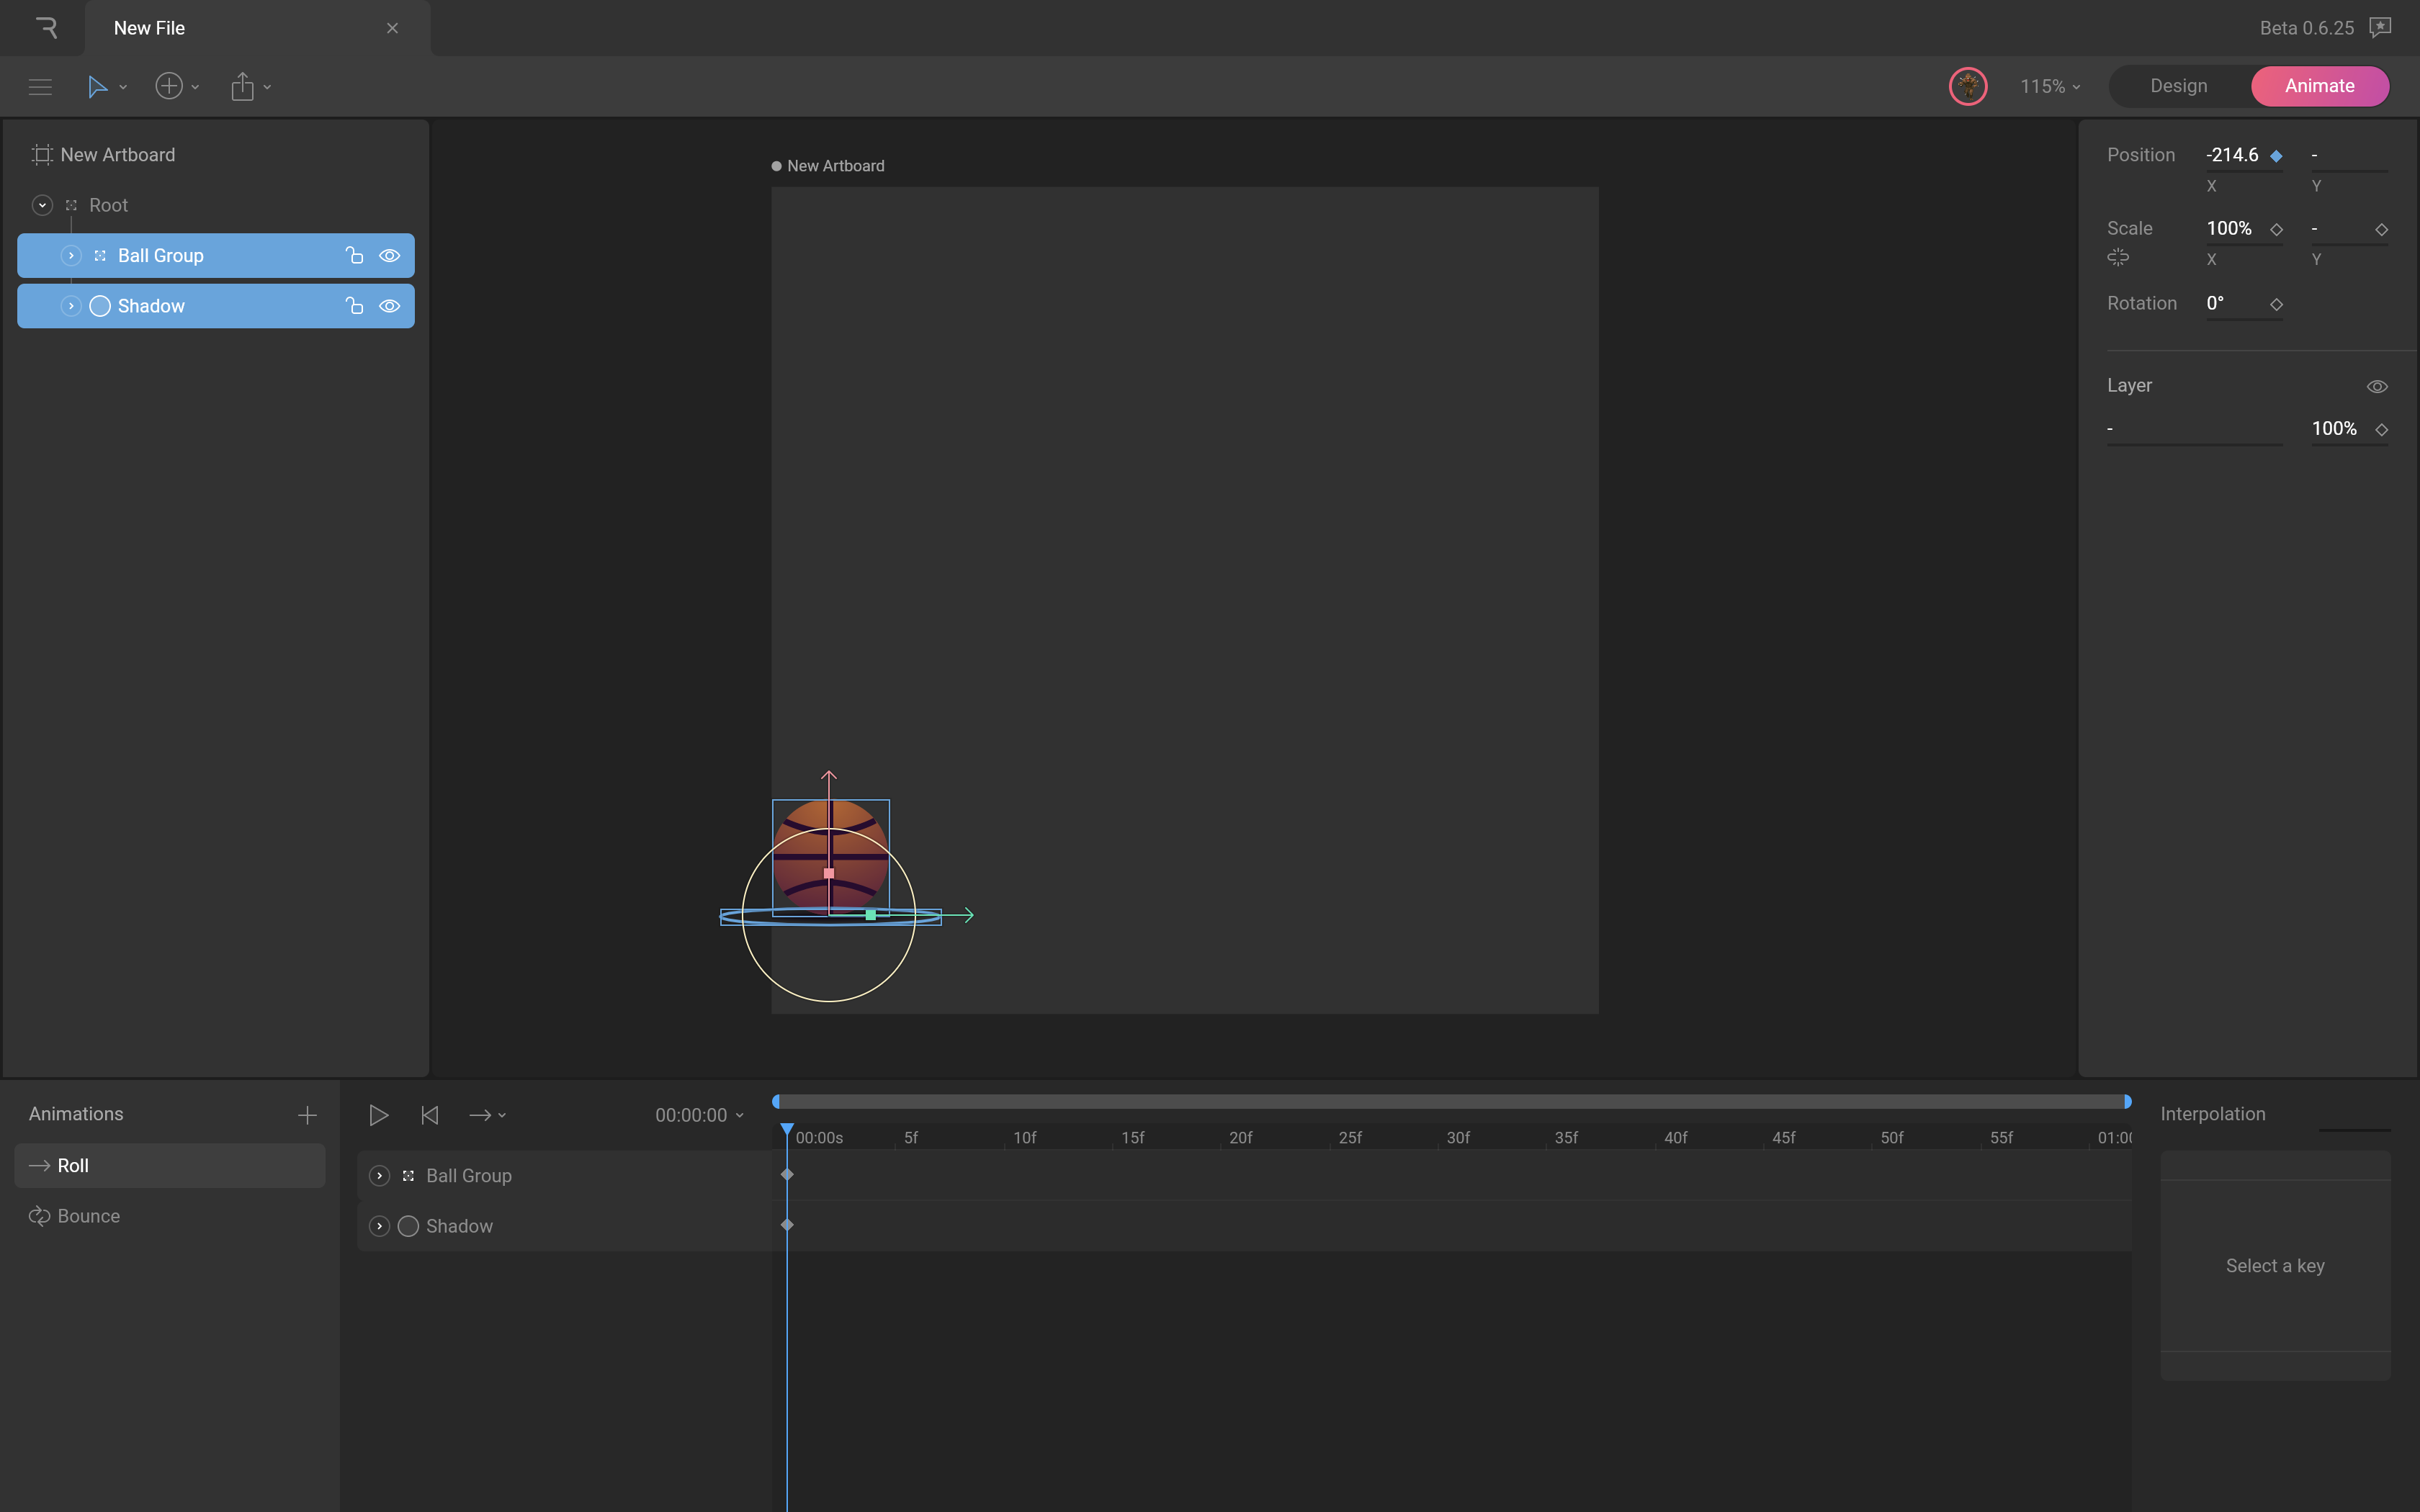 New File
Beta 0.6.25
115%
Design
Animate
New Artboard
Root
Ball Group
Shadow
New Artboard
Position
-214.6
-
X
Y
Scale
100%
-
X
Y
Rotation
0°
Layer
-
100%
Animations
Roll
Bounce
00:00:00
00:00s 5f 10f 15f 20f 25f 30f 35f 40f 45f 50f 55f 01:00
Ball Group
Shadow
Interpolation
Select a key